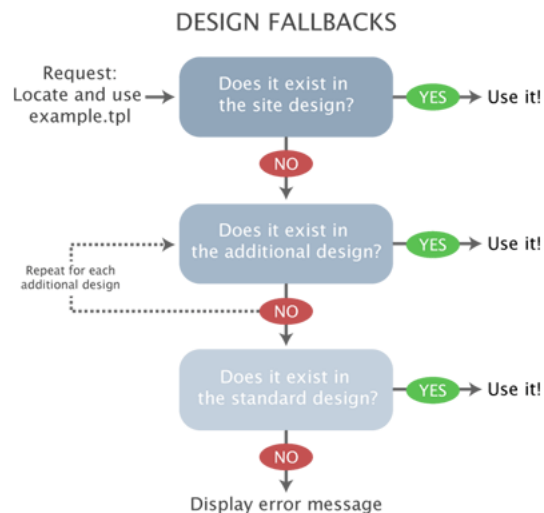 DESIGN FALLBACKS
Request:
Locate and use
example.tpl
Does it exist in
the site design?
YES
Use it!
NO
Does it exist in
the additional design?
YES
Use it!
Repeat for each
additional design
NO
Does it exist in
the standard design?
YES
Use it!
NO
Display error message